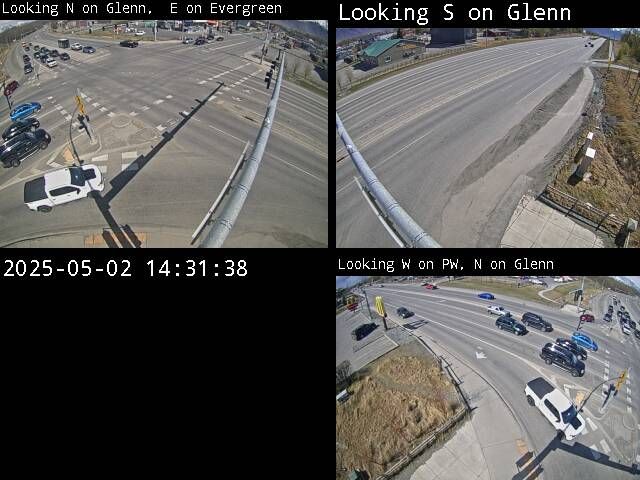 Looking N on Glenn,  E on Evergreen
Looking S on Glenn
2025-05-02 14:31:38
Looking W on PW, N on Glenn